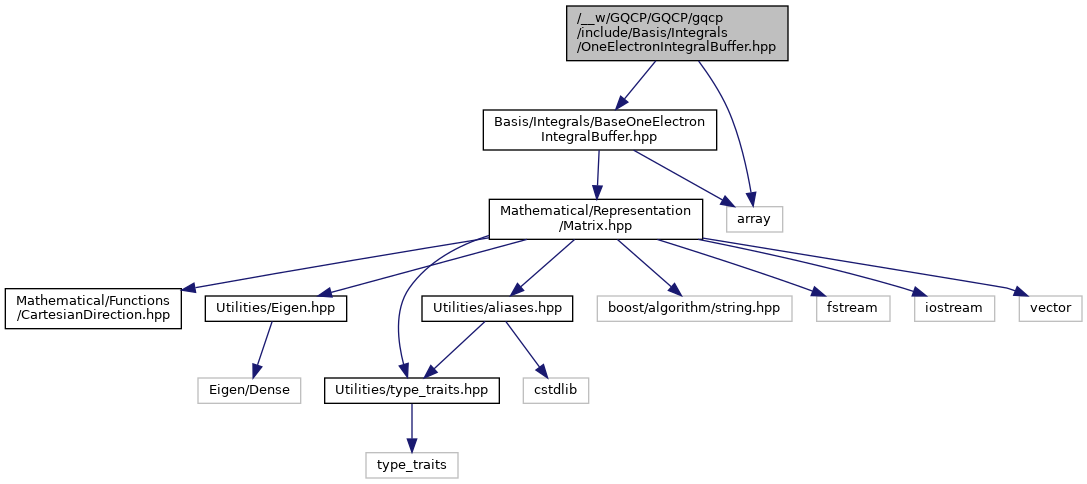 /__w/GQCP/GQCP/gqcp
/include/Basis/Integrals
/OneElectronIntegralBuffer.hpp
Basis/Integrals/BaseOneElectron
IntegralBuffer.hpp
Mathematical/Representation
/Matrix.hpp
array
Mathematical/Functions
/CartesianDirection.hpp
Utilities/Eigen.hpp
Utilities/aliases.hpp
boost/algorithm/string.hpp
fstream
iostream
vector
Eigen/Dense
Utilities/type_traits.hpp
cstdlib
type_traits